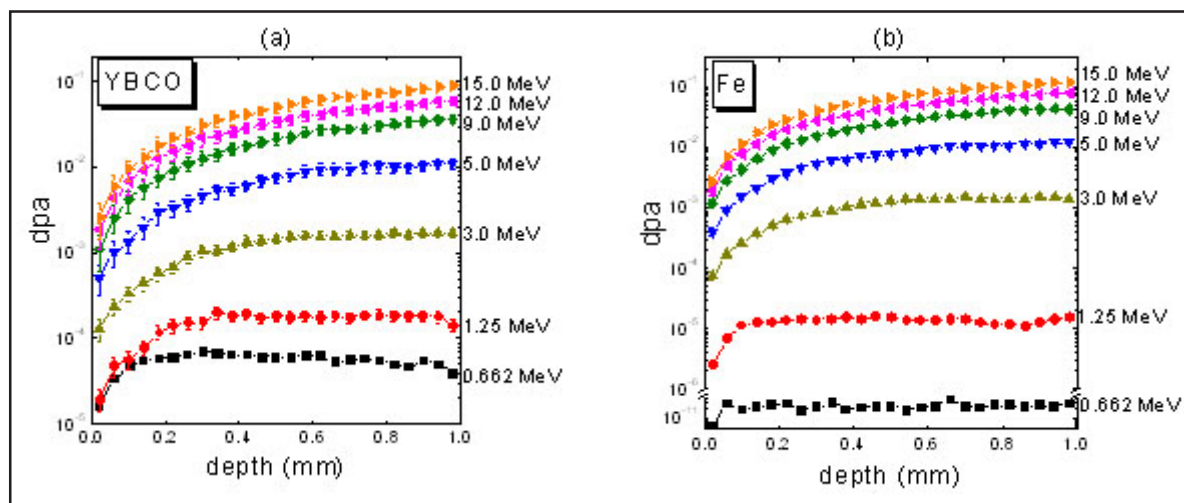 (a)
YBCO
dpa
10-1
10-2
10-3
10-4
10-5
15.0 MeV
12.0 MeV
9.0 MeV
5.0 MeV
3.0 MeV
1.25 MeV
0.662 MeV
0.0 0.2 0.4 0.6 0.8 1.0
depth (mm)
(b)
Fe
dpa
10-1
10-2
10-3
10-4
10-5
10-6
10-11
15.0 MeV
12.0 MeV
9.0 MeV
5.0 MeV
3.0 MeV
1.25 MeV
0.662 MeV
0.0 0.2 0.4 0.6 0.8 1.0
depth (mm)